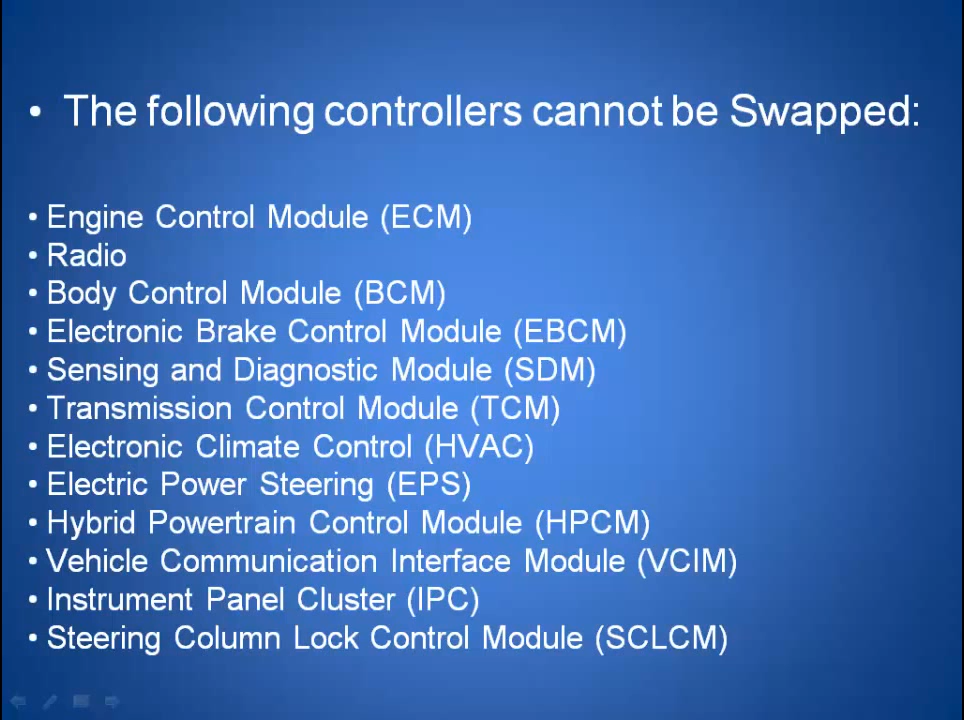 • The following controllers cannot be Swapped:
• Engine Control Module (ECM)
• Radio
• Body Control Module (BCM)
• Electronic Brake Control Module (EBCM)
• Sensing and Diagnostic Module (SDM)
• Transmission Control Module (TCM)
• Electronic Climate Control (HVAC)
• Electric Power Steering (EPS)
• Hybrid Powertrain Control Module (HPCM)
• Vehicle Communication Interface Module (VCIM)
• Instrument Panel Cluster (IPC)
• Steering Column Lock Control Module (SCLCM)